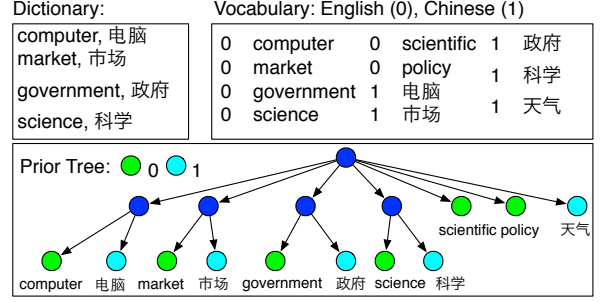 Dictionary:
computer, 电脑
market, 市场
government, 政府
science, 科学
Vocabulary: English (0), Chinese (1)
0 computer 0 scientific 1 政府
0 market 0 policy 1 科学
0 government 1 电脑 1 天气
0 science 1 市场
Prior Tree: 0 1
scientific policy 天气
computer 电脑 market 市场 government 政府 science 科学